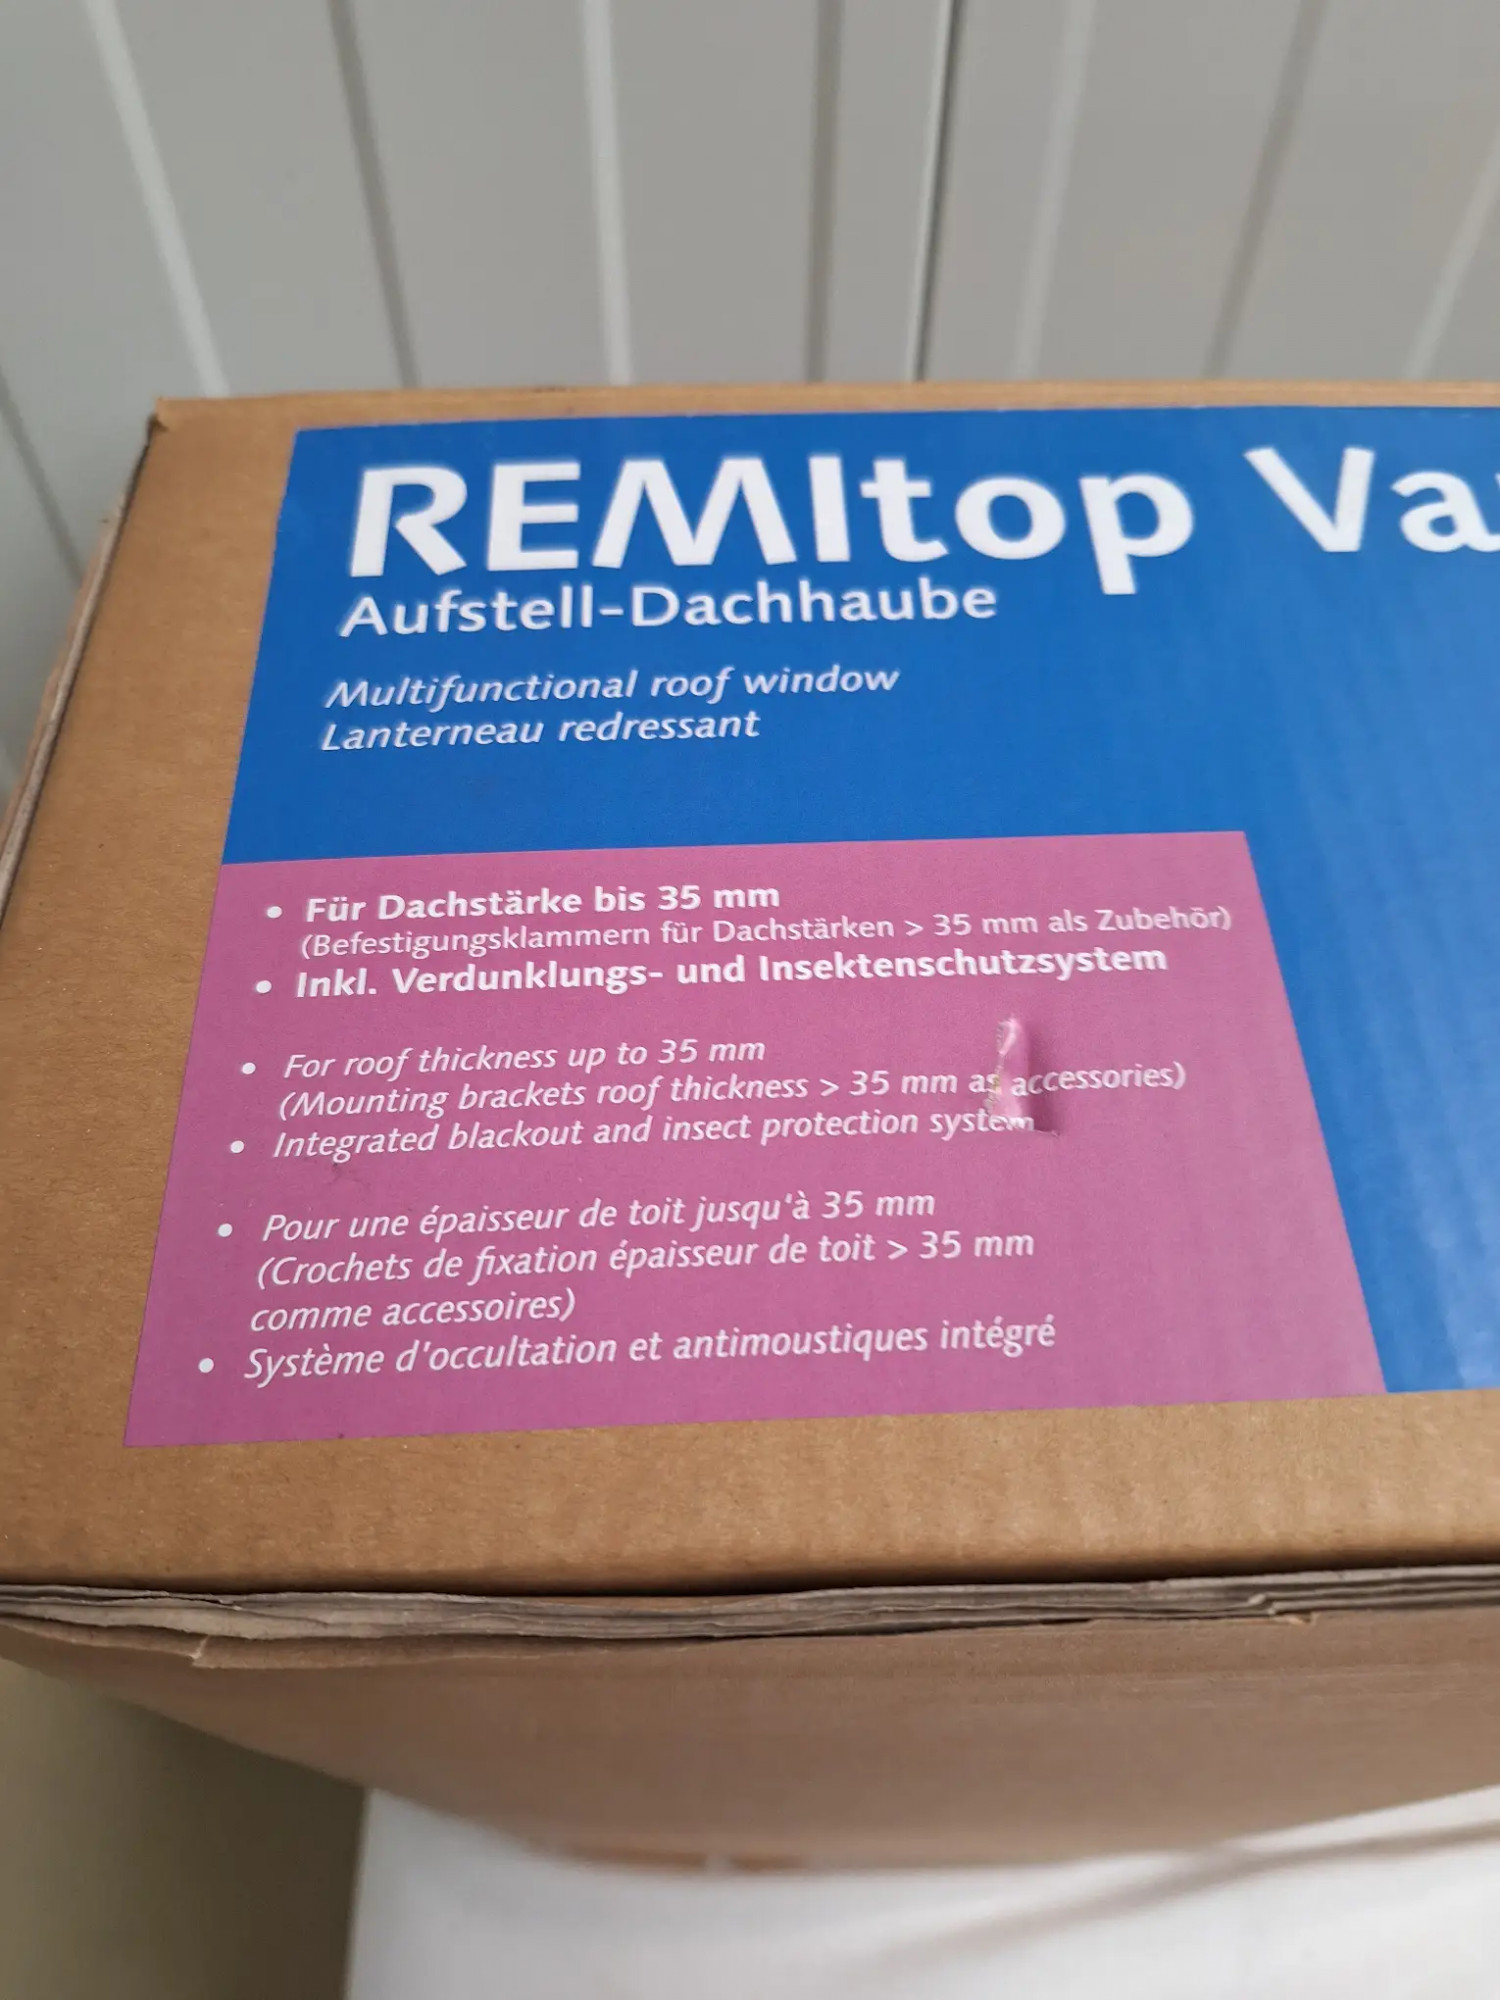 REMItop Va
Aufstell-Dachhaube
Multifunctional roof window
Lanterneau redressant
• Für Dachstärke bis 35 mm
(Befestigungsklammern für Dachstärken > 35 mm als Zubehör)
• Inkl. Verdunklungs- und Insektenschutzsystem
• For roof thickness up to 35 mm
(Mounting brackets roof thickness > 35 mm as accessories)
• Integrated blackout and insect protection system
• Pour une épaisseur de toit jusqu'à 35 mm
(Crochets de fixation épaisseur de toit > 35 mm
comme accessoires)
• Système d'occultation et antimoustiques intégré